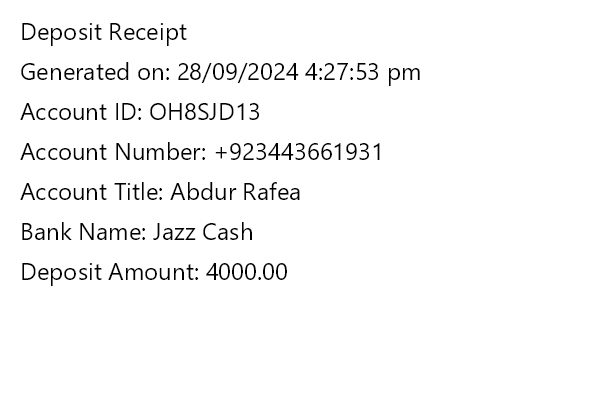 Deposit Receipt
Generated on: 28/09/2024 4:27:53 pm
Account ID: OH8SJD13
Account Number: +923443661931
Account Title: Abdur Rafea
Bank Name: Jazz Cash
Deposit Amount: 4000.00